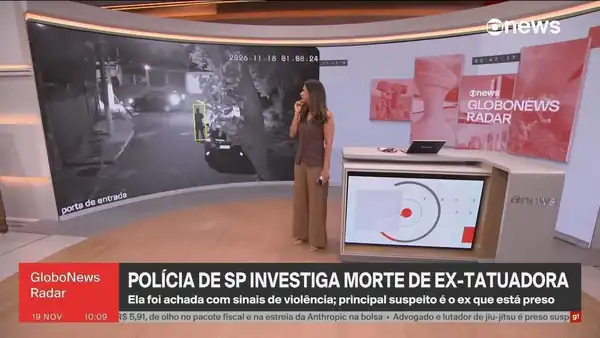 GNEWS
2026-11-18 01:03:24
news
GLOBONEWS
RADAR
porta de entrada
news
GloboNews
Radar
19 NOV 10:09
POLÍCIA DE SP INVESTIGA MORTE DE EX-TATUADORA
Ela foi achada com sinais de violência; principal suspeito é o ex que está preso
R$ 5,91, de olho no pacote fiscal e na estreia da Anthropic na bolsa • Advogado e lutador de jiu-jítsu é preso susp
g1